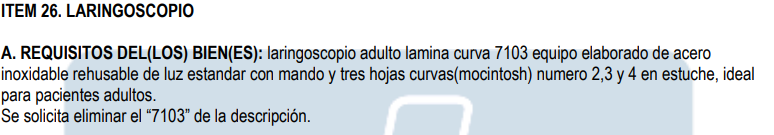 ITEM 26. LARINGOSCOPIO
A. REQUISITOS DEL(LOS) BIEN(ES): laringoscopio adulto lamina curva 7103 equipo elaborado de acero
inoxidable rehusable de luz estandar con mando y tres hojas curvas(mocintosh) numero 2,3 y 4 en estuche, ideal
para pacientes adultos.
Se solicita eliminar el “7103” de la descripción.